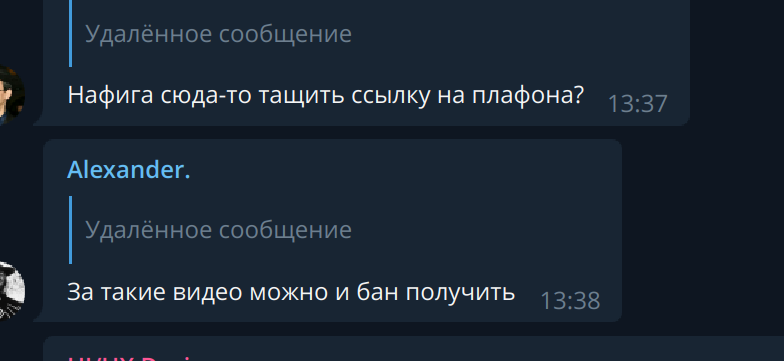 Удалённое сообщение
Нафига сюда-то тащить ссылку на плафона?
13:37
Alexander.
Удалённое сообщение
За такие видео можно и бан получить
13:38